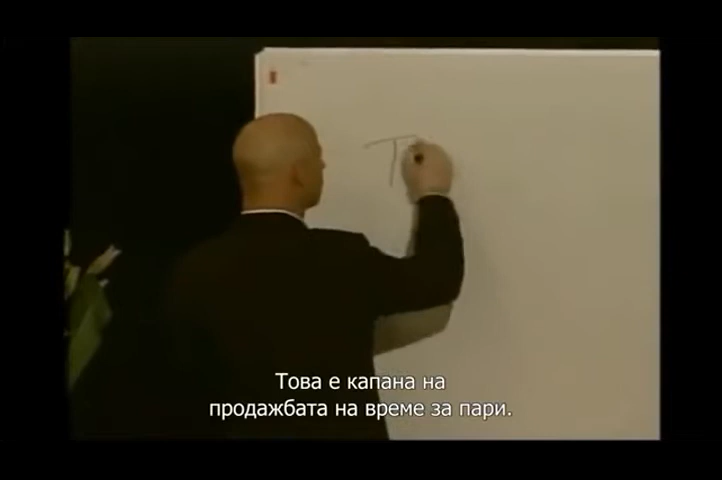 T
Това е капана на
продажбата на време за пари.